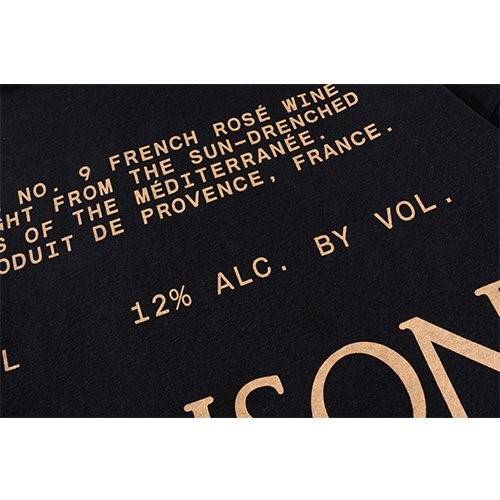 NO. 9 FRENCH ROSÉ WINE
FROM THE SUN-DRENCHED
OF THE MÉDITERRANÉE.
DE PROVENCE, FRANCE.
12% ALC. BY VOL.
L
SON